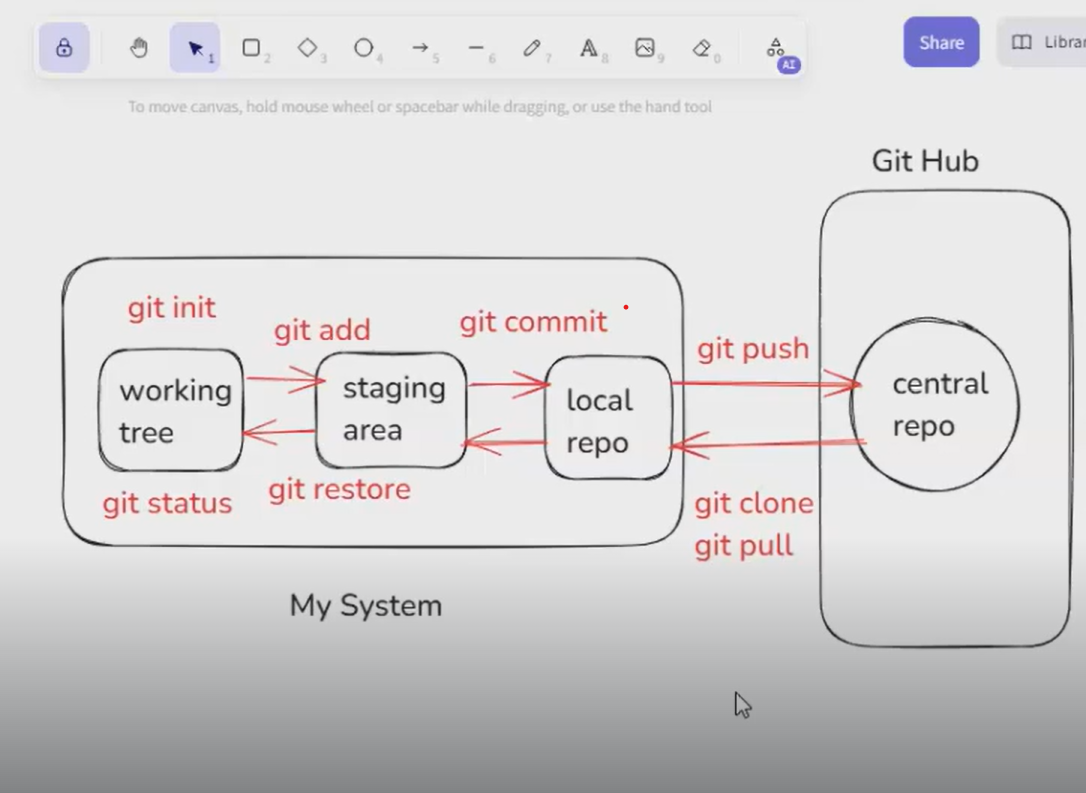 1
2
3
4
5
6
7
A
8
9
0
AI
Share
To move canvas, hold mouse wheel or spacebar while dragging, or use the hand tool
Git Hub
git init
git add
git commit
git push
working
tree
staging
area
local
repo
central
repo
git status
git restore
git clone
git pull
My System